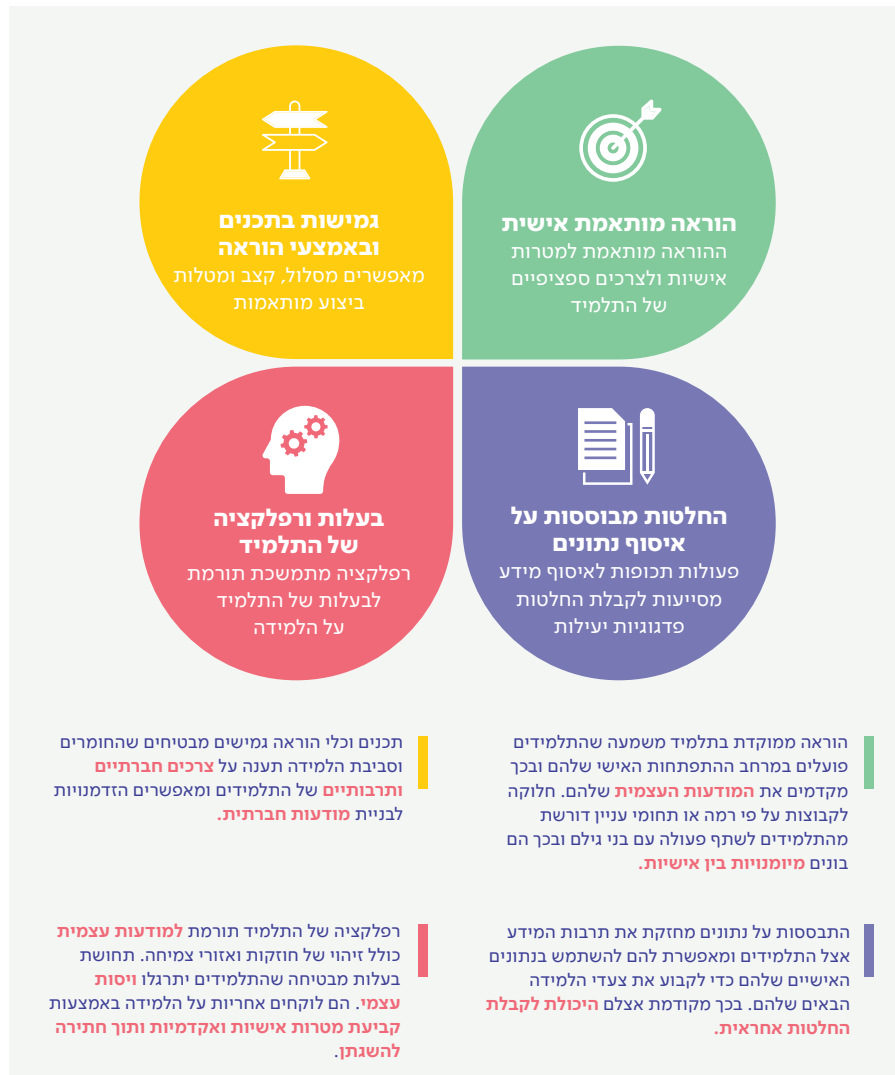 הוראה מותאמת אישית
ההוראה מותאמת למטרות
אישיות ולצרכים ספציפיים
של התלמיד
גמישות בתכנים
ובאמצעי הוראה
מאפשרים מסלול, קצב ומטלות
ביצוע מותאמות
החלטות מבוססות על
איסוף נתונים
פעולות תכופות לאיסוף מידע
מסייעות לקבלת החלטות
פדגוגיות יעילות
בעלות ורפלקציה
של התלמיד
רפלקציה מתמשכת תורמת
לבעלות של התלמיד
על הלמידה
הוראה ממוקדת בתלמיד משמעה שהתלמידים
פועלים במרחב ההתפתחות האישי שלהם ובכך
מקדמים את המודעות העצמית שלהם. חלוקה
לקבוצות על פי רמה או תחומי עניין דורשת
מהתלמידים לשתף פעולה עם בני גילם ובכך הם
בונים מיומנויות בין אישיות.
תכנים וכלי הוראה גמישים מבטיחים שהחומרים
וסביבת הלמידה תענה על צרכים חברתיים
ותרבותיים של התלמידים ומאפשרים הזדמנויות
לבניית מודעות חברתית.
התבססות על נתונים מחזקת את תרבות המידע
אצל התלמידים ומאפשרת להם להשתמש בנתונים
האישיים שלהם כדי לקבוע את צעדי הלמידה
הבאים שלהם. בכך מקודמת אצלם היכולת לקבלת
החלטות אחראית.
רפלקציה של התלמיד תורמת למודעות עצמית
כולל זיהוי של חוזקות ואזורי צמיחה. תחושת
בעלות מבטיחה שהתלמידים יתרגלו ויסות
עצמי. הם לוקחים אחריות על הלמידה באמצעות
קביעת מטרות אישיות ואקדמיות ותוך חתירה
להשגתן.